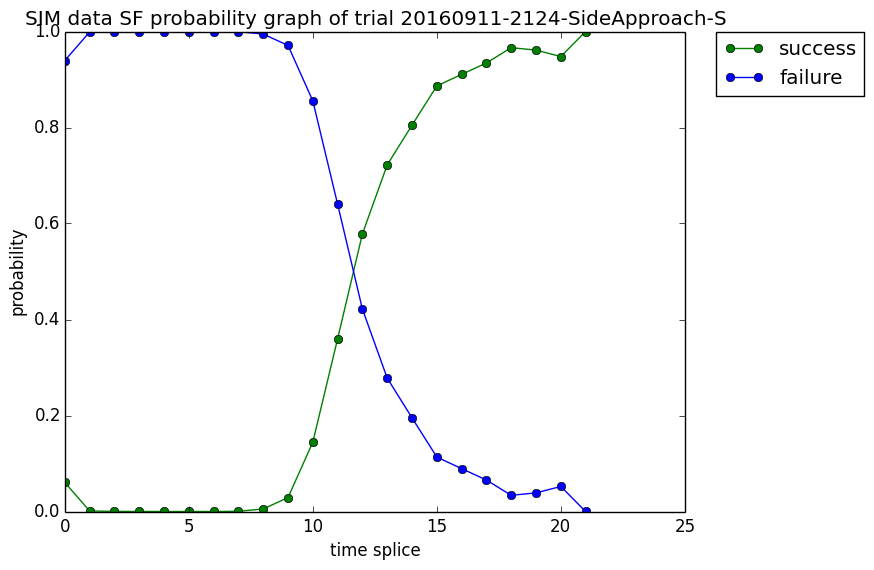 SJM data SF probability graph of trial 20160911-2124-SideApproach-S
success
failure
1.0
0.8
0.6
0.4
0.2
0.0
probability
0 5 10 15 20 25
time splice